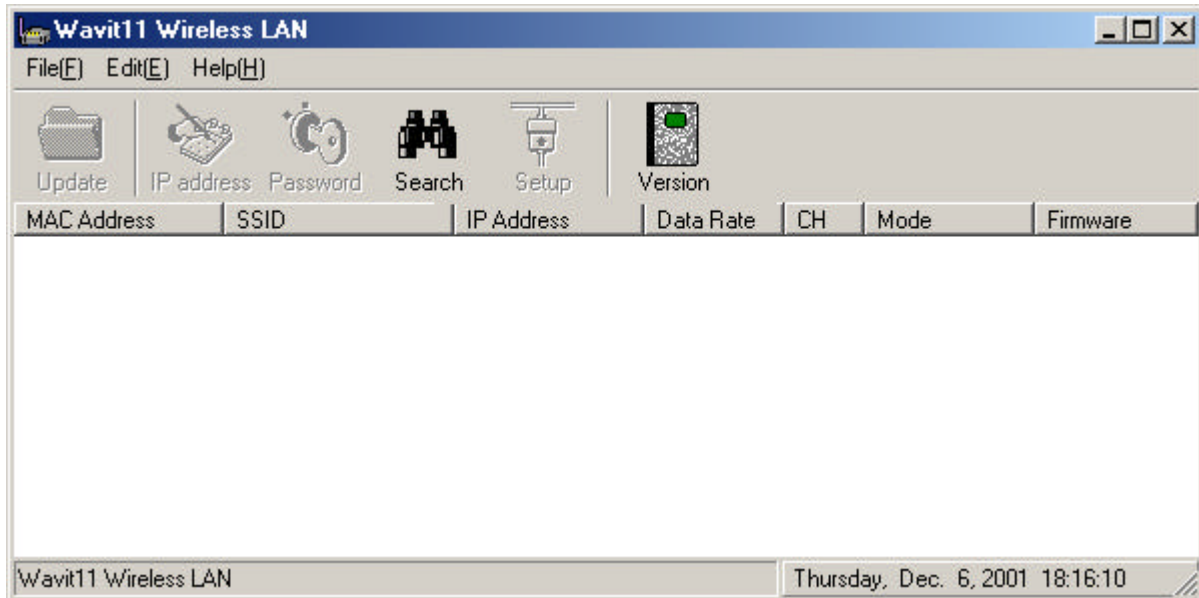 Wavit11 Wireless LAN
File(F) Edit(E) Help(H)
Update IP address Password Search Setup Version
MAC Address SSID IP Address Data Rate CH Mode Firmware
Wavit11 Wireless LAN Thursday, Dec. 6, 2001 18:16:10